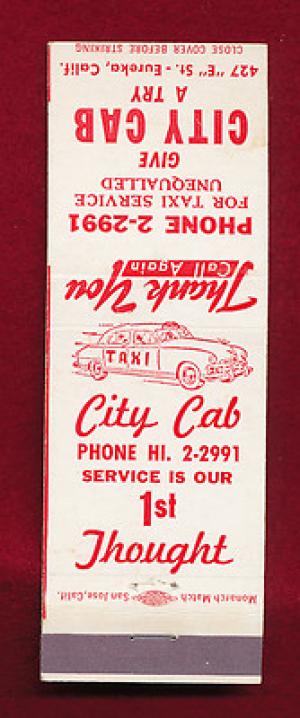 CLOSE COVER BEFORE STRIKING
427 "E" St. - Eureka, Calif.
A TRY
CITY CAB
GIVE
UNEQUALLED
FOR TAXI SERVICE
PHONE 2-2991
Call Again
Thank You
TAXI
City Cab
PHONE HI. 2-2991
SERVICE IS OUR
1st
Thought
Monarch Match San Jose, Calif.